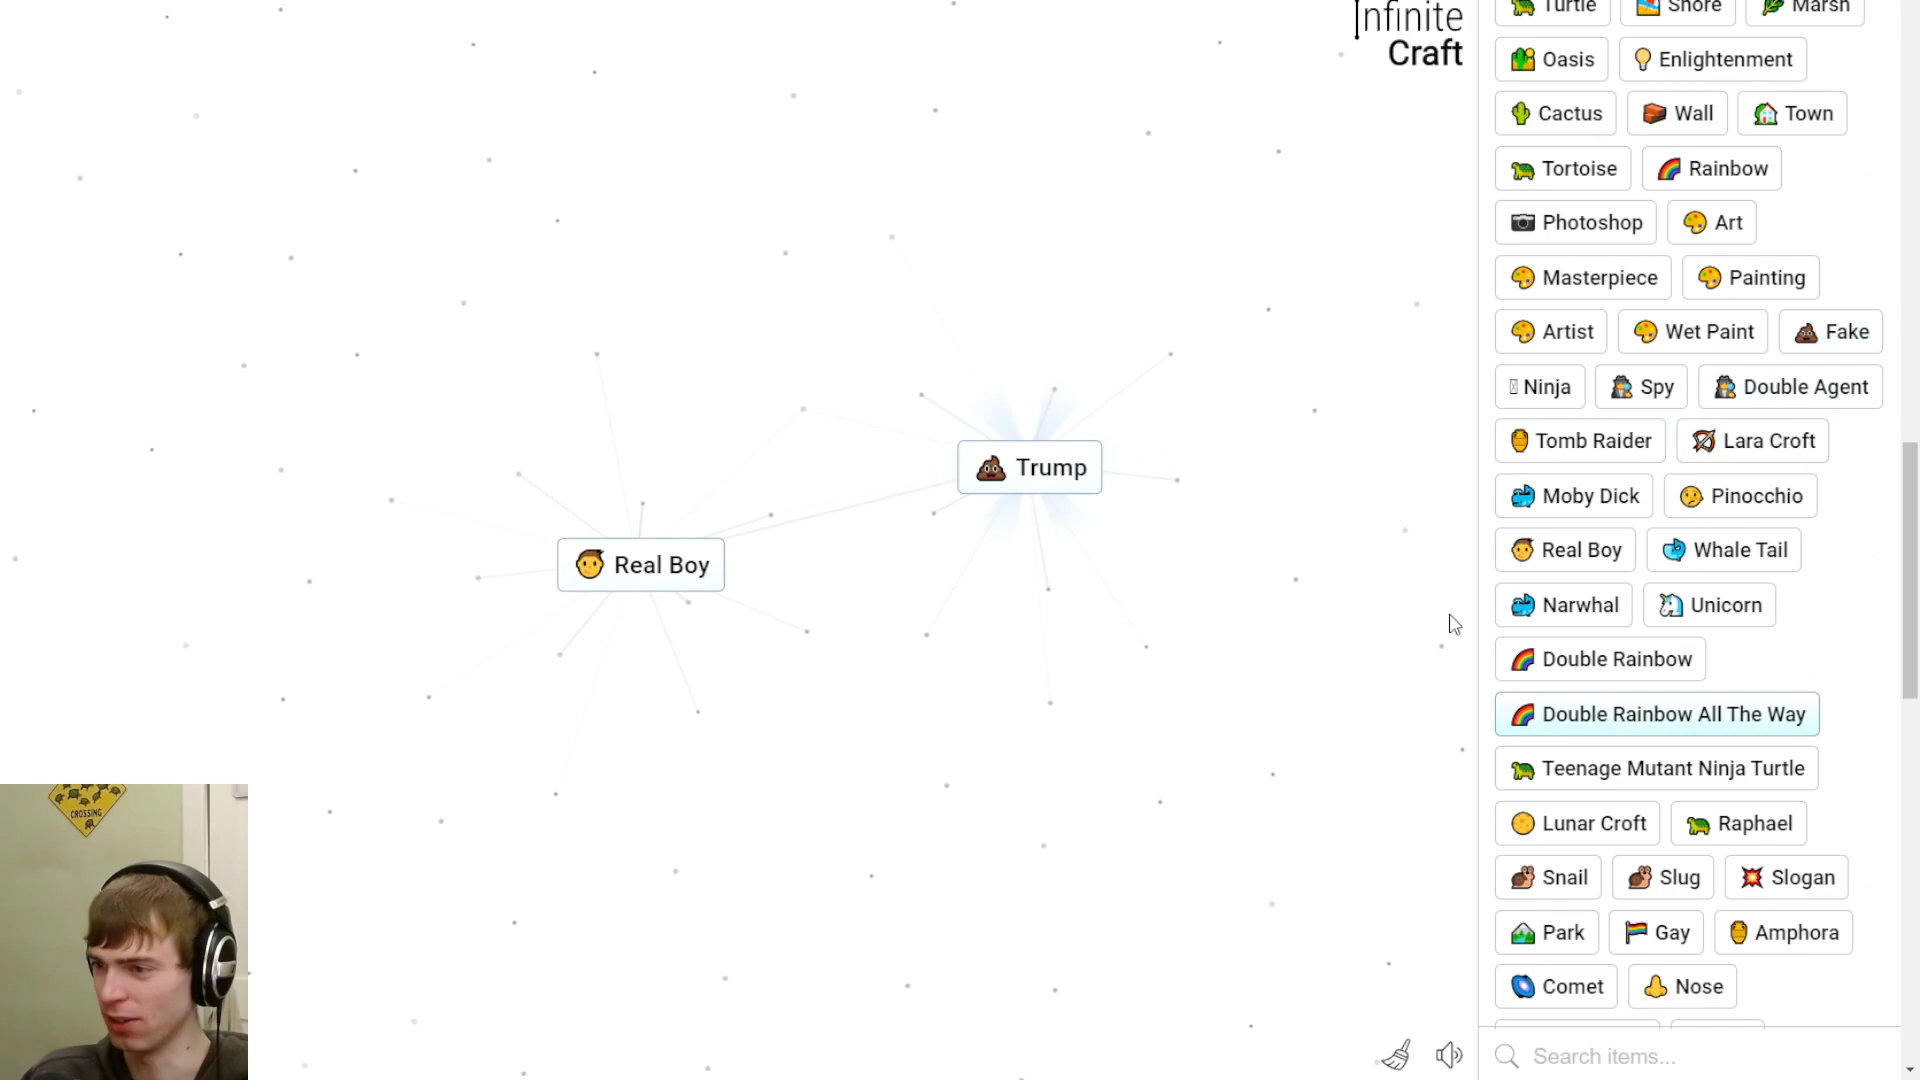 Infinite
Craft
Turtle Shore Marsh
Oasis Enlightenment
Cactus Wall Town
Tortoise Rainbow
Photoshop Art
Masterpiece Painting
Artist Wet Paint Fake
Ninja Spy Double Agent
Tomb Raider Lara Croft
Moby Dick Pinocchio
Real Boy Whale Tail
Narwhal Unicorn
Double Rainbow
Double Rainbow All The Way
Teenage Mutant Ninja Turtle
Lunar Croft Raphael
Snail Slug Slogan
Park Gay Amphora
Comet Nose
Search items...
Trump
Real Boy
CROSSING